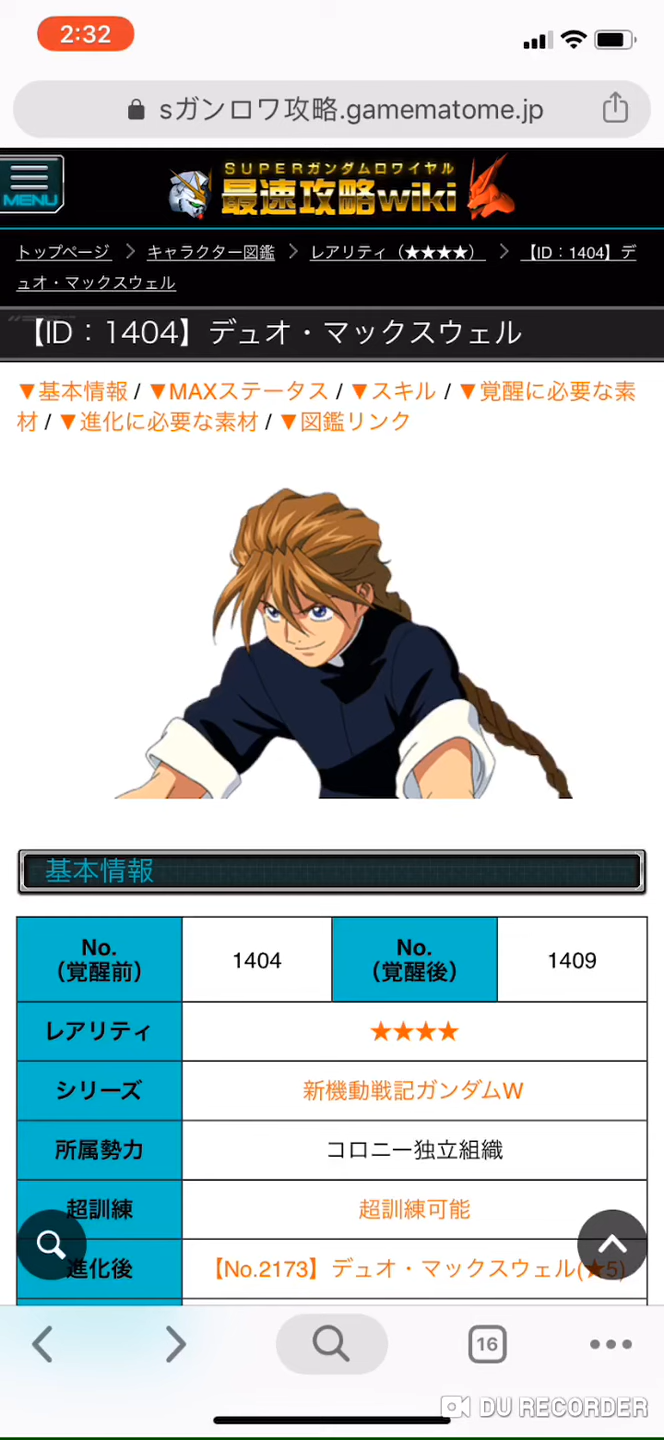 2:32
sガンロワ攻略.gamematome.jp
MENU
SUPERガンダムロワイヤル
最速攻略wiki
トップページ > キャラクター図鑑 > レアリティ（★★★★） > 【ID：1404】デ
ュオ・マックスウェル
【ID：1404】デュオ・マックスウェル
▼基本情報 / ▼MAXステータス / ▼スキル / ▼覚醒に必要な素
材 / ▼進化に必要な素材 / ▼図鑑リンク
基本情報
No.
（覚醒前）
1404
No.
（覚醒後）
1409
レアリティ ★★★★
シリーズ 新機動戦記ガンダムW
所属勢力 コロニー独立組織
超訓練 超訓練可能
進化後 【No.2173】デュオ・マックスウェル(★5)
16
DU RECORDER